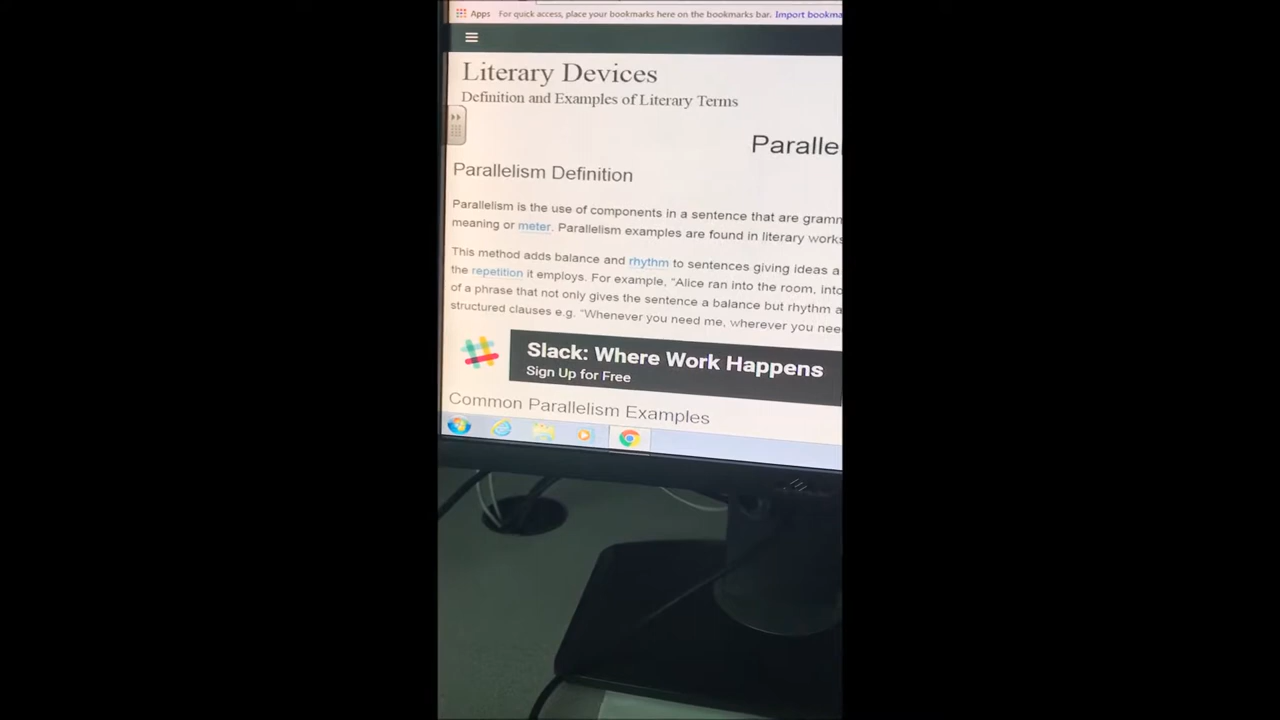 Apps For quick access, place your bookmarks here on the bookmarks bar. Import bookma
Literary Devices
Definition and Examples of Literary Terms
Paralle
Parallelism Definition
Parallelism is the use of components in a sentence that are gramm
meaning or meter. Parallelism examples are found in literary works
This method adds balance and rhythm to sentences giving ideas a
the repetition it employs. For example, “Alice ran into the room, into
of a phrase that not only gives the sentence a balance but rhythm a
structured clauses e.g. “Whenever you need me, wherever you nee
Slack: Where Work Happens
Sign Up for Free
Common Parallelism Examples